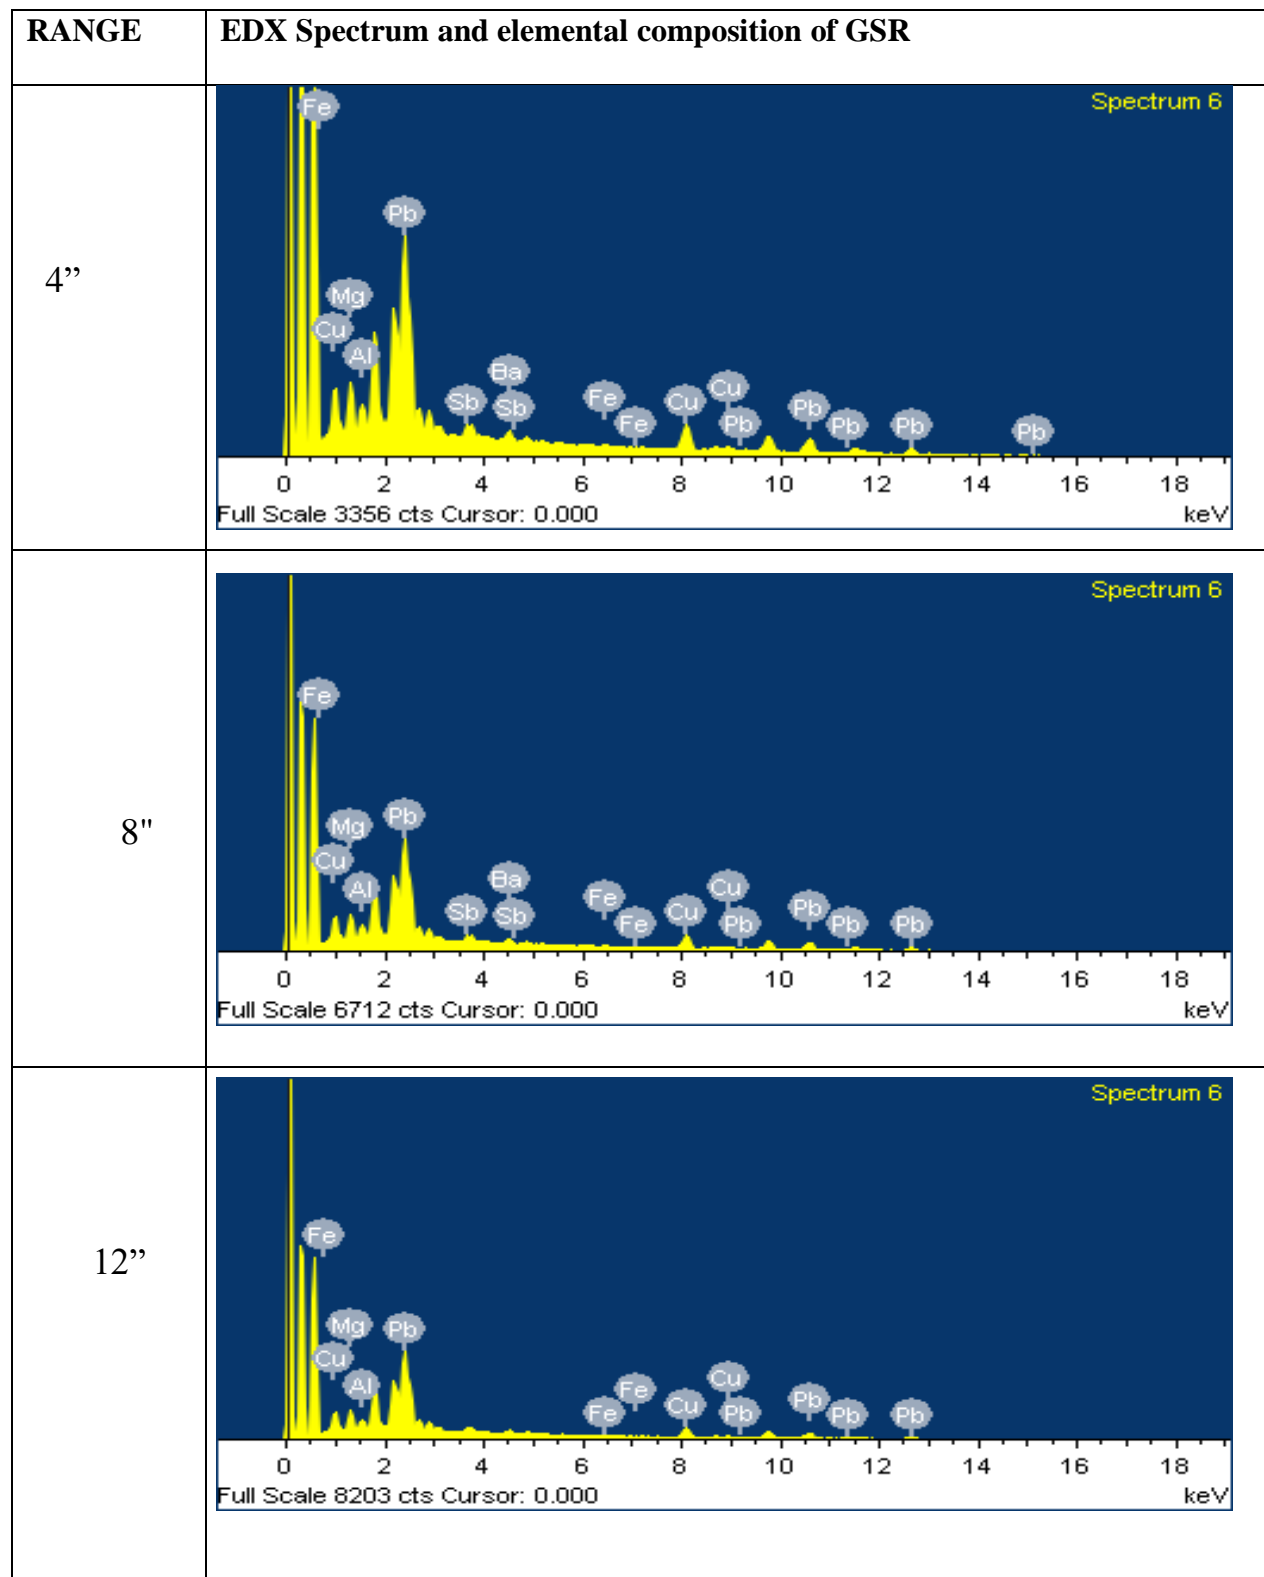 RANGE EDX Spectrum and elemental composition of GSR
4”
Spectrum 6
Fe
Pb
Mg
Cu
Al
Ba
Sb Sb
Fe Fe
Cu Cu
Pb Pb Pb Pb Pb
0 2 4 6 8 10 12 14 16 18
Full Scale 3356 cts Cursor: 0.000 keV
8"
Spectrum 6
Fe
Mg Pb
Cu
Al
Ba
Sb Sb
Fe Fe
Cu Cu
Pb Pb Pb Pb
0 2 4 6 8 10 12 14 16 18
Full Scale 6712 cts Cursor: 0.000 keV
12”
Spectrum 6
Fe
Mg Pb
Cu
Al
Fe Fe
Cu Cu
Pb Pb Pb Pb
0 2 4 6 8 10 12 14 16 18
Full Scale 8203 cts Cursor: 0.000 keV